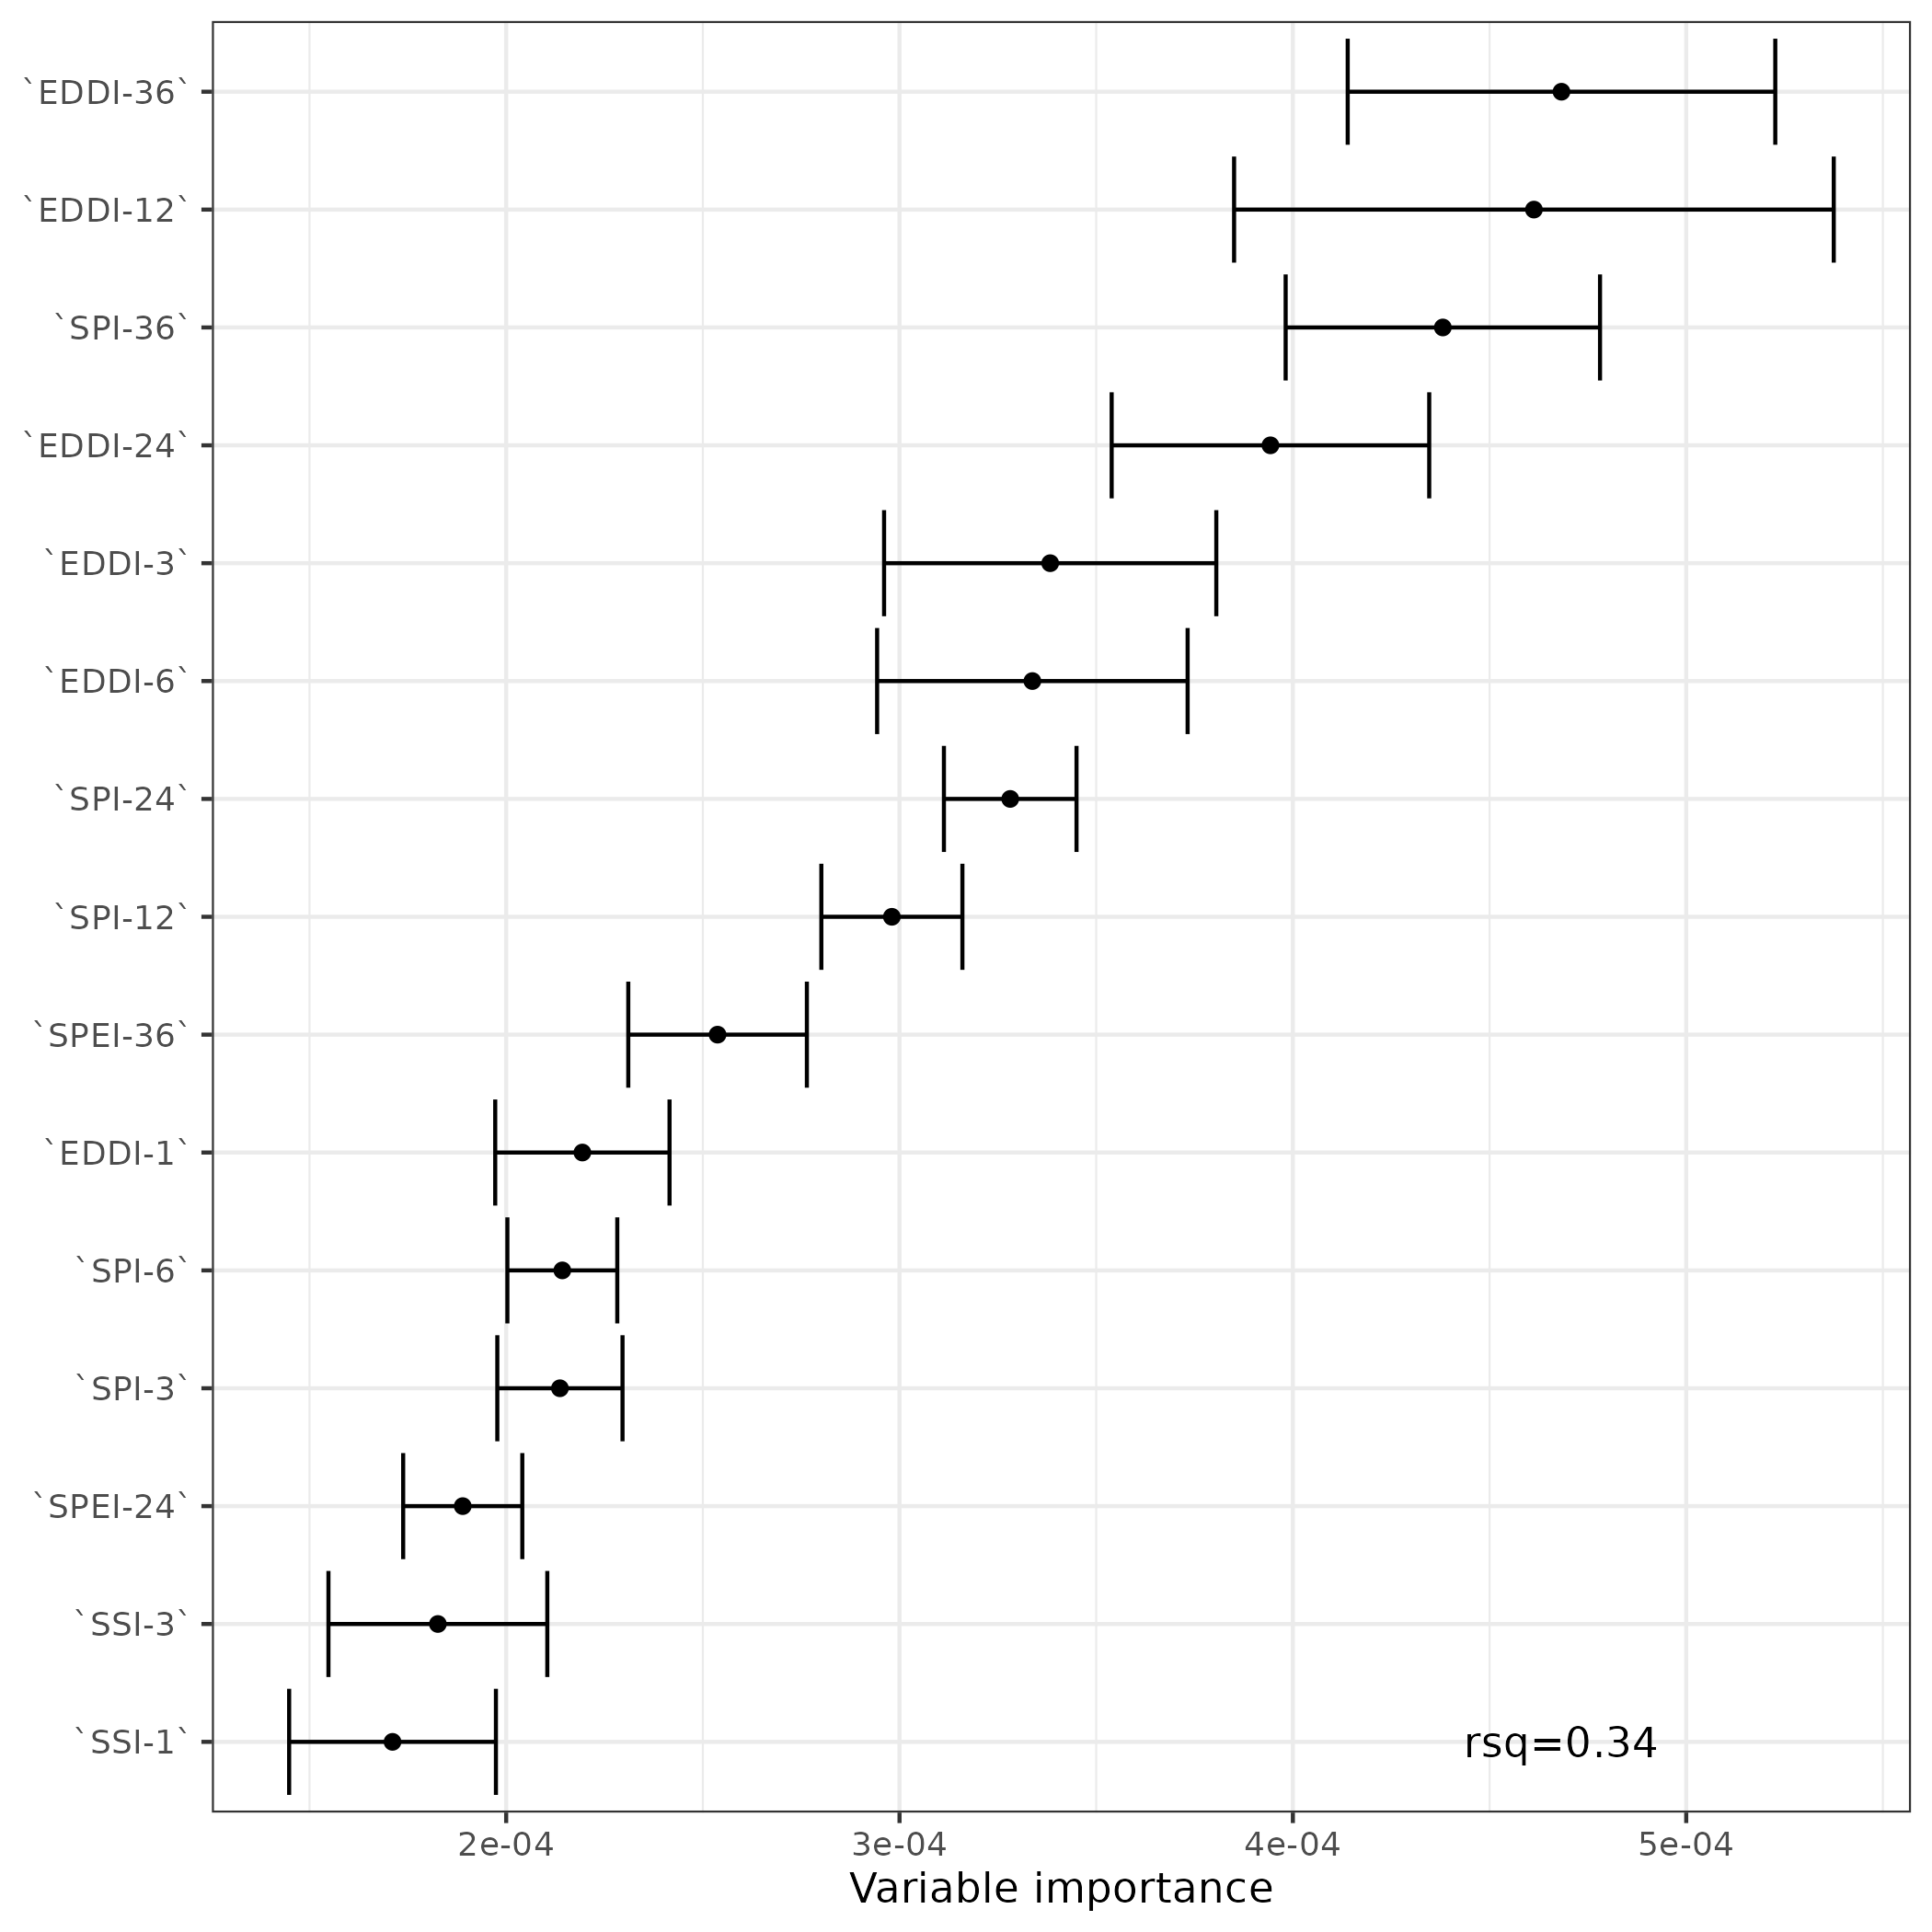 `EDDI-36`
`EDDI-12`
`SPI-36`
`EDDI-24`
`EDDI-3`
`EDDI-6`
`SPI-24`
`SPI-12`
`SPEI-36`
`EDDI-1`
`SPI-6`
`SPI-3`
`SPEI-24`
`SSI-3`
`SSI-1`
rsq=0.34
2e-04 3e-04 4e-04 5e-04
Variable importance